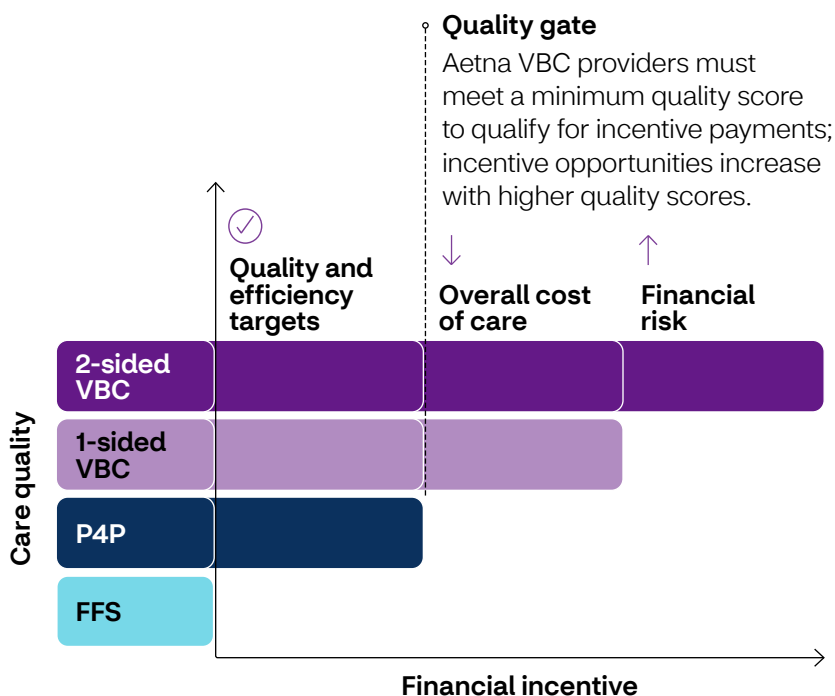 Quality gate
Aetna VBC providers must
meet a minimum quality score
to qualify for incentive payments;
incentive opportunities increase
with higher quality scores.
Quality and
efficiency
targets
Overall cost
of care
Financial
risk
2-sided
VBC
1-sided
VBC
P4P
FFS
Care quality
Financial incentive